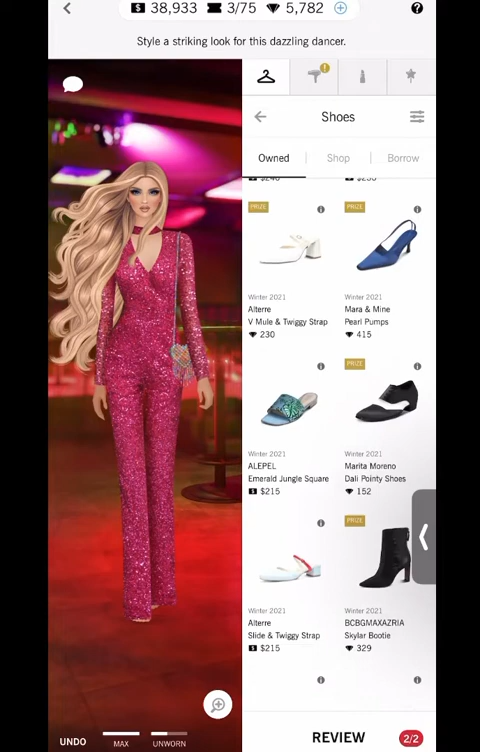 38,933 3/75 5,782
Style a striking look for this dazzling dancer.
Shoes
Owned Shop Borrow
$240 $230
PRIZE
Winter 2021
Alterre
V Mule & Twiggy Strap
230
Winter 2021
Mara & Mine
Pearl Pumps
415
Winter 2021
ALEPEL
Emerald Jungle Square
$215
PRIZE
Winter 2021
Marita Moreno
Dali Pointy Shoes
152
Winter 2021
Alterre
Slide & Twiggy Strap
$215
PRIZE
Winter 2021
BCBGMAXAZRIA
Skylar Bootie
329
UNDO MAX UNWORN
REVIEW 2/2